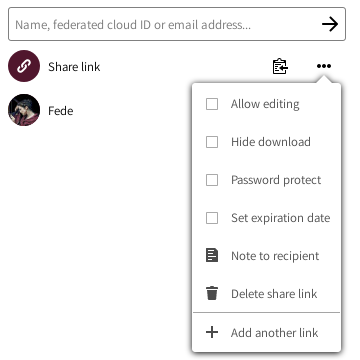 Name, federated cloud ID or email address...
Share link
Fede
Allow editing
Hide download
Password protect
Set expiration date
Note to recipient
Delete share link
Add another link